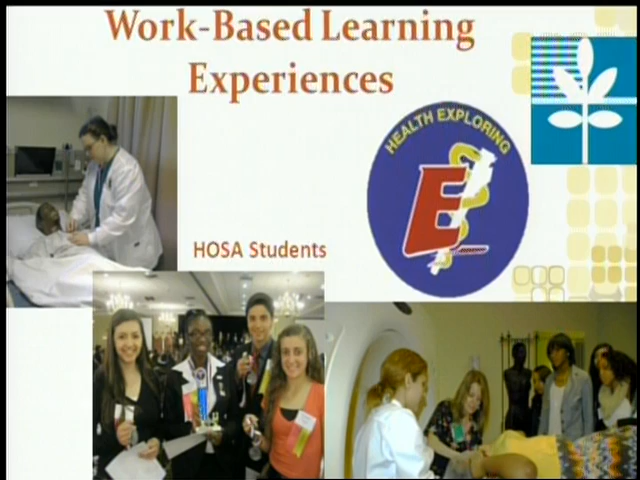 Work-Based Learning
Experiences
HEALTH EXPLORING
E
HOSA Students